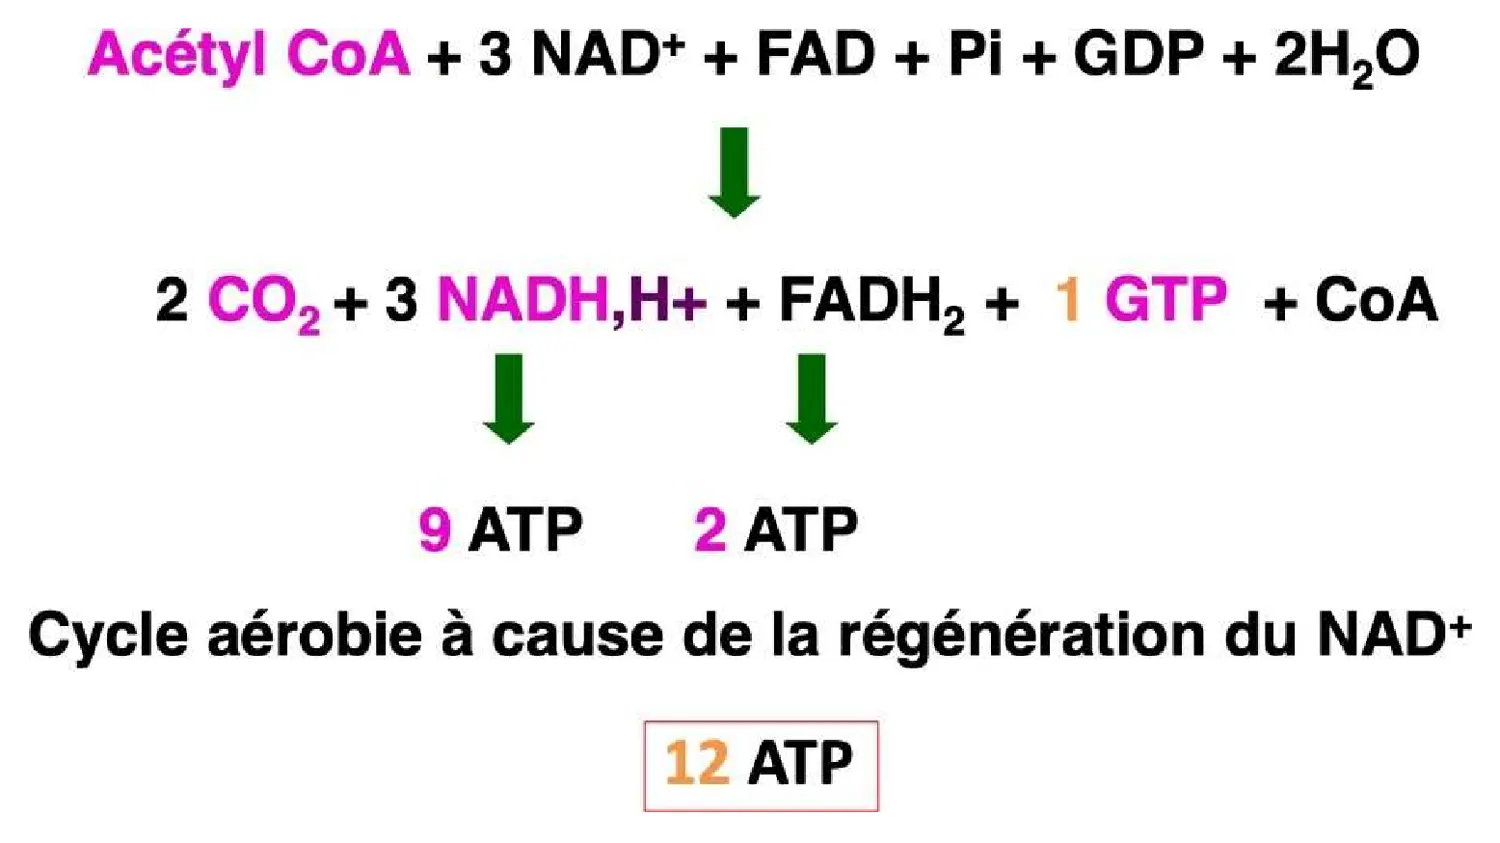 Acétyl CoA + 3 NAD⁺ + FAD + Pi + GDP + 2H₂O
2 CO₂ + 3 NADH,H+ + FADH₂ + 1 GTP + CoA
9 ATP 2 ATP
Cycle aérobie à cause de la régénération du NAD⁺
12 ATP